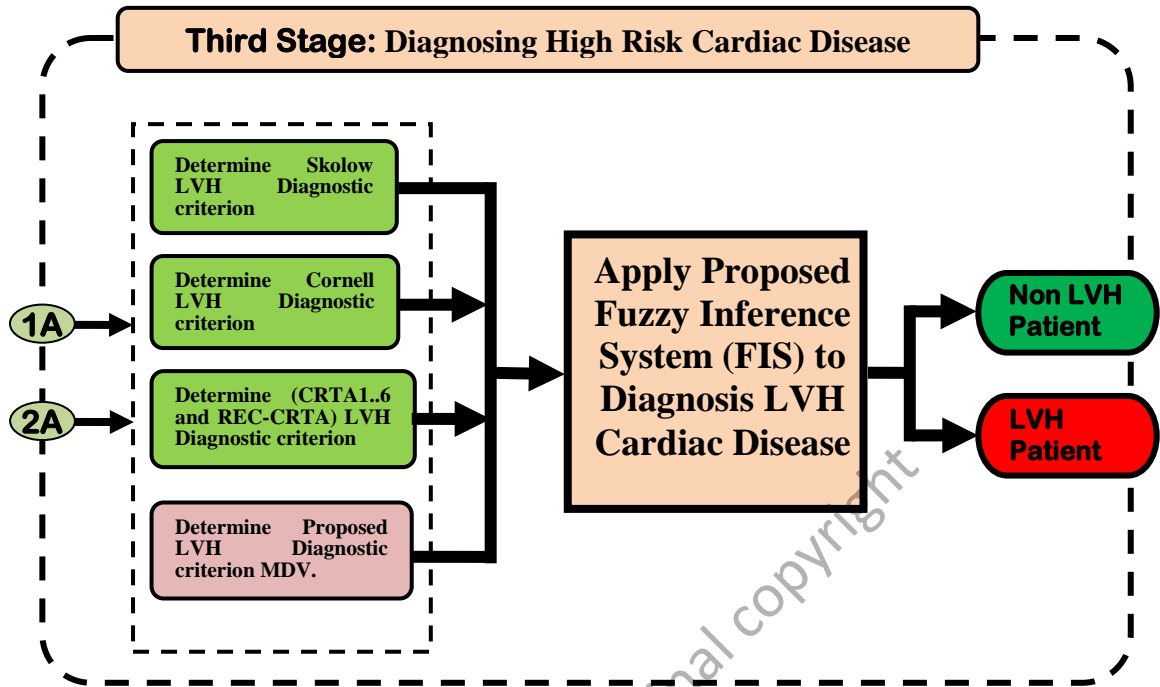 Third Stage: Diagnosing High Risk Cardiac Disease
Determine Skolow
LVH Diagnostic
criterion
Determine Cornell
LVH Diagnostic
criterion
1A
Determine (CRTA1..6
and REC-CRTA) LVH
Diagnostic criterion
2A
Determine Proposed
LVH Diagnostic
criterion MDV.
Apply Proposed
Fuzzy Inference
System (FIS) to
Diagnosis LVH
Cardiac Disease
Non LVH
Patient
LVH
Patient
nal copyright